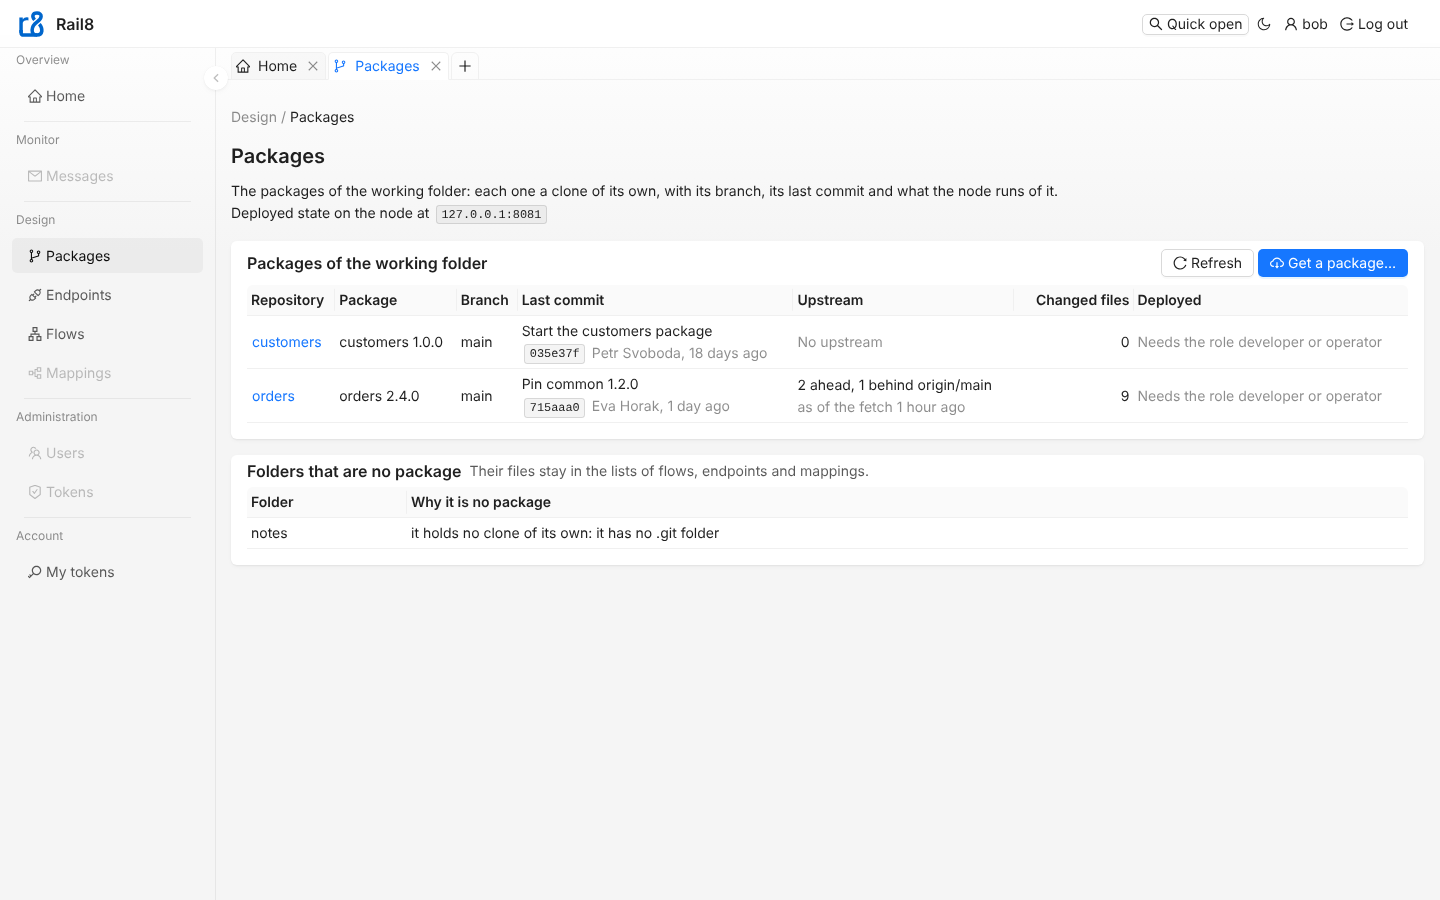 Rail8
Quick open
bob
Log out
Overview
Home
Monitor
Messages
Design
Packages
Endpoints
Flows
Mappings
Administration
Users
Tokens
Account
My tokens
Home
Packages
Design / Packages
Packages
The packages of the working folder: each one a clone of its own, with its branch, its last commit and what the node runs of it.
Deployed state on the node at 127.0.0.1:8081
Packages of the working folder
Refresh
Get a package...
Repository Package Branch Last commit Upstream Changed files Deployed
customers customers 1.0.0 main Start the customers package No upstream 0 Needs the role developer or operator
035e37f Petr Svoboda, 18 days ago
orders orders 2.4.0 main Pin common 1.2.0 2 ahead, 1 behind origin/main 9 Needs the role developer or operator
715aaa0 Eva Horak, 1 day ago as of the fetch 1 hour ago
Folders that are no package Their files stay in the lists of flows, endpoints and mappings.
Folder Why it is no package
notes it holds no clone of its own: it has no .git folder